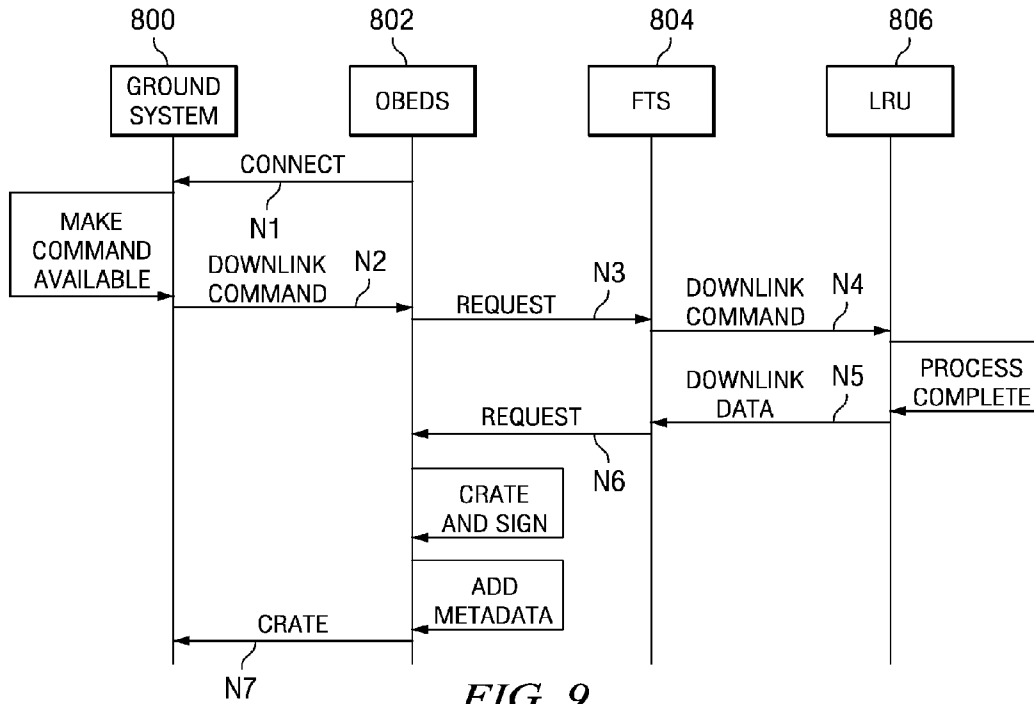 800
802
804
806
GROUND
SYSTEM
OBEDS
FTS
LRU
CONNECT
N1
MAKE
COMMAND
AVAILABLE
DOWNLINK
COMMAND
N2
REQUEST
N3
DOWNLINK
COMMAND
N4
PROCESS
COMPLETE
DOWNLINK
DATA
N5
REQUEST
N6
CRATE
AND SIGN
ADD
METADATA
CRATE
N7
FIG. 9